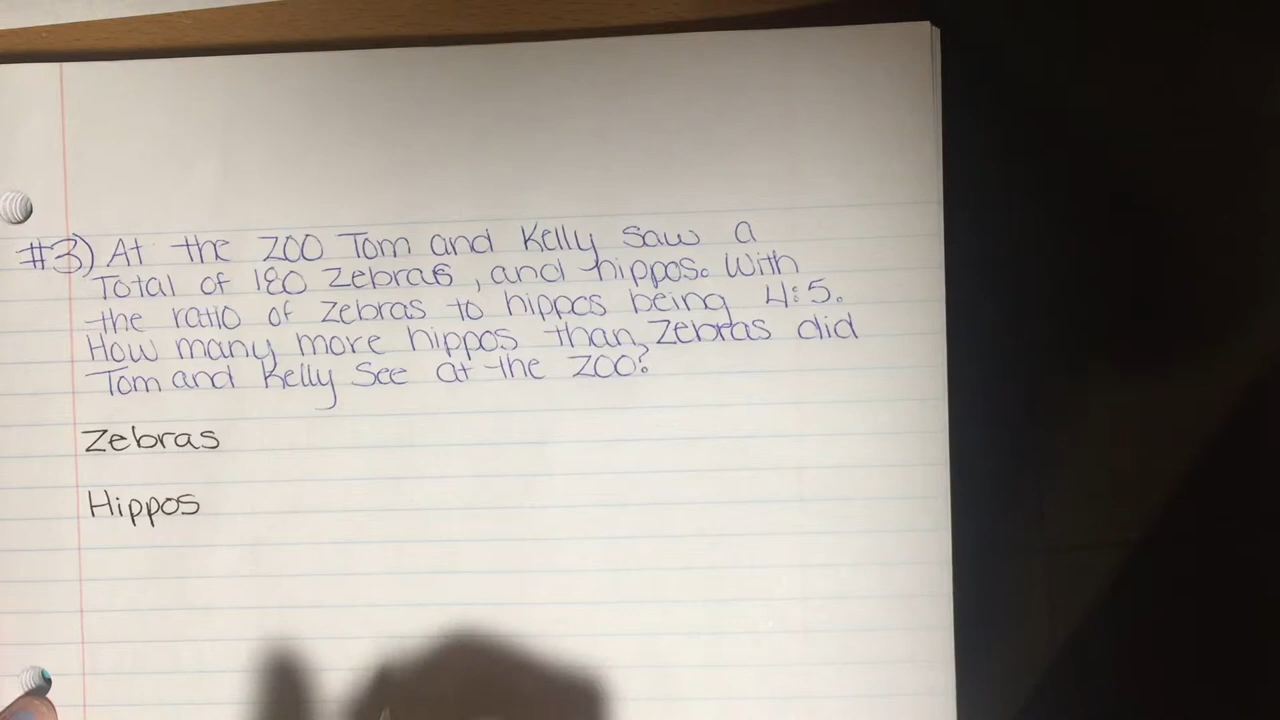 #3) At the zoo Tom and Kelly saw a
Total of 180 zebras, and hippos. With
the ratio of zebras to hippos being 4:5.
How many more hippos than zebras did
Tom and Kelly See at the zoo?
Zebras
Hippos